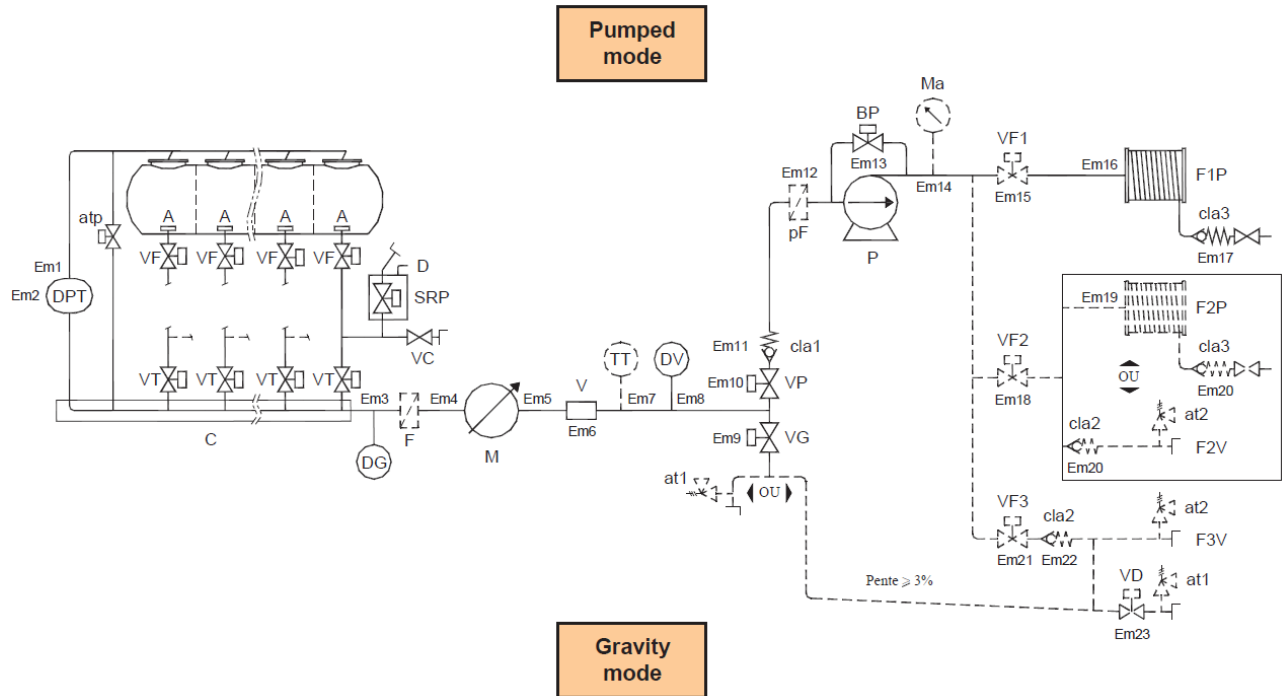 Pumped
mode
Ma
BP
VF1
Em12
Em13
Em14
Em15
Em16
F1P
pF
P
cla3
Em17
atp
A A A A
VF VF VF VF
D
SRP
Em1
Em2
DPT
VC
VT VT VT VT
C
Em3
F
Em4
DG
M
Em5
V
Em6
TT
Em7
DV
Em8
Em11
cla1
Em10
VP
Em9
VG
at1
OU
Em19
F2P
VF2
Em18
cla3
OU
Em20
at2
cla2
Em20
F2V
VF3
cla2
at2
Em21
Em22
F3V
Pente ⩾ 3%
VD
at1
Em23
Gravity
mode